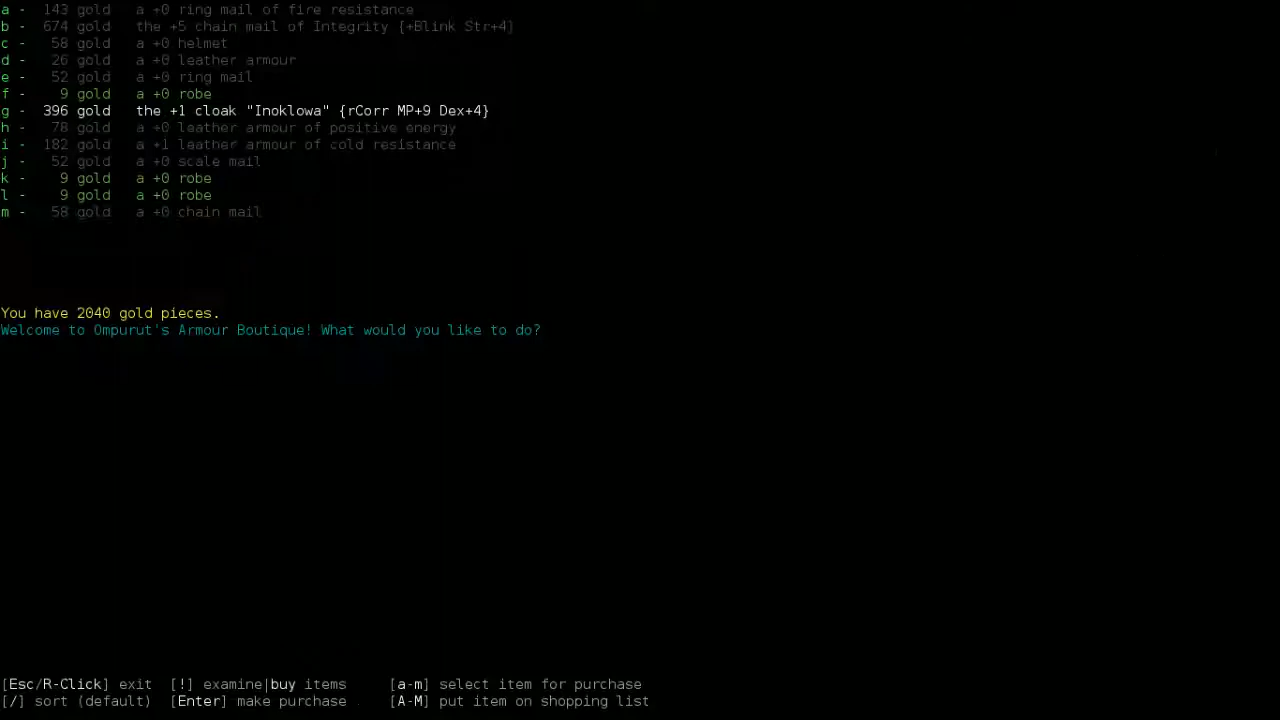 a -  143 gold   a +0 ring mail of fire resistance
b -  674 gold   the +5 chain mail of Integrity {+Blink Str+4}
c -   58 gold   a +0 helmet
d -   26 gold   a +0 leather armour
e -   52 gold   a +0 ring mail
f -    9 gold   a +0 robe
g -  396 gold   the +1 cloak "Inoklowa" {rCorr MP+9 Dex+4}
h -   78 gold   a +0 leather armour of positive energy
i -  182 gold   a +1 leather armour of cold resistance
j -   52 gold   a +0 scale mail
k -    9 gold   a +0 robe
l -    9 gold   a +0 robe
m -   58 gold   a +0 chain mail
You have 2040 gold pieces.
Welcome to Ompurut's Armour Boutique! What would you like to do?
[Esc/R-Click] exit  [!] examine|buy items     [a-m] select item for purchase
[/] sort (default)  [Enter] make purchase     [A-M] put item on shopping list